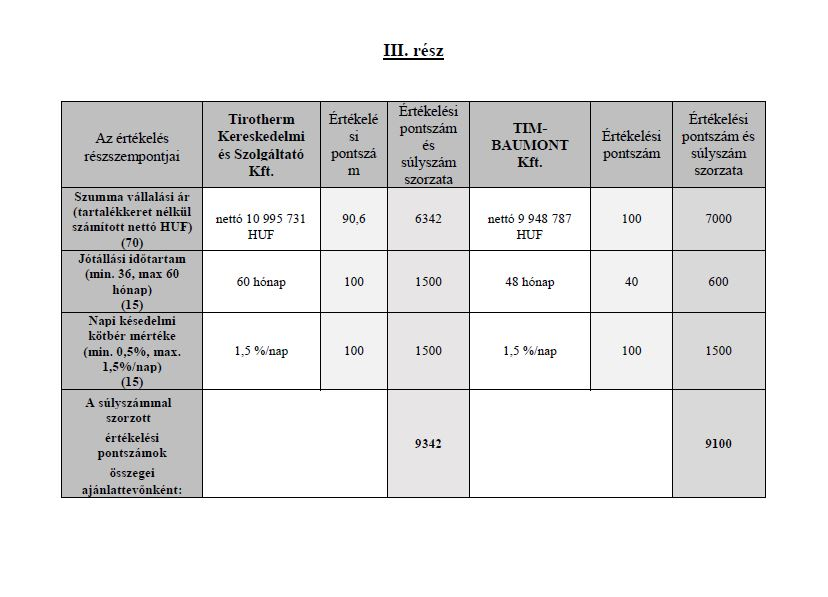 III. rész
Az értékelés
részszempontjai
Tirotherm
Kereskedelmi
és Szolgáltató
Kft.
Értékelé
si
pontszá
m
Értékelési
pontszám
és
súlyszám
szorzata
TIM-
BAUMONT
Kft.
Értékelési
pontszám
Értékelési
pontszám és
súlyszám
szorzata
Szumma vállalási ár
(tartalékkeret nélkül
számított nettó HUF)
(70)
nettó 10 995 731
HUF
90,6
6342
nettó 9 948 787
HUF
100
7000
Jótállási időtartam
(min. 36, max 60
hónap)
(15)
60 hónap
100
1500
48 hónap
40
600
Napi késedelmi
kötbér mértéke
(min. 0,5%, max.
1,5%/nap)
(15)
1,5 %/nap
100
1500
1,5 %/nap
100
1500
A súlyszámmal
szorzott
értékelési
pontszámok
összegei
ajánlattevőnként:
9342
9100